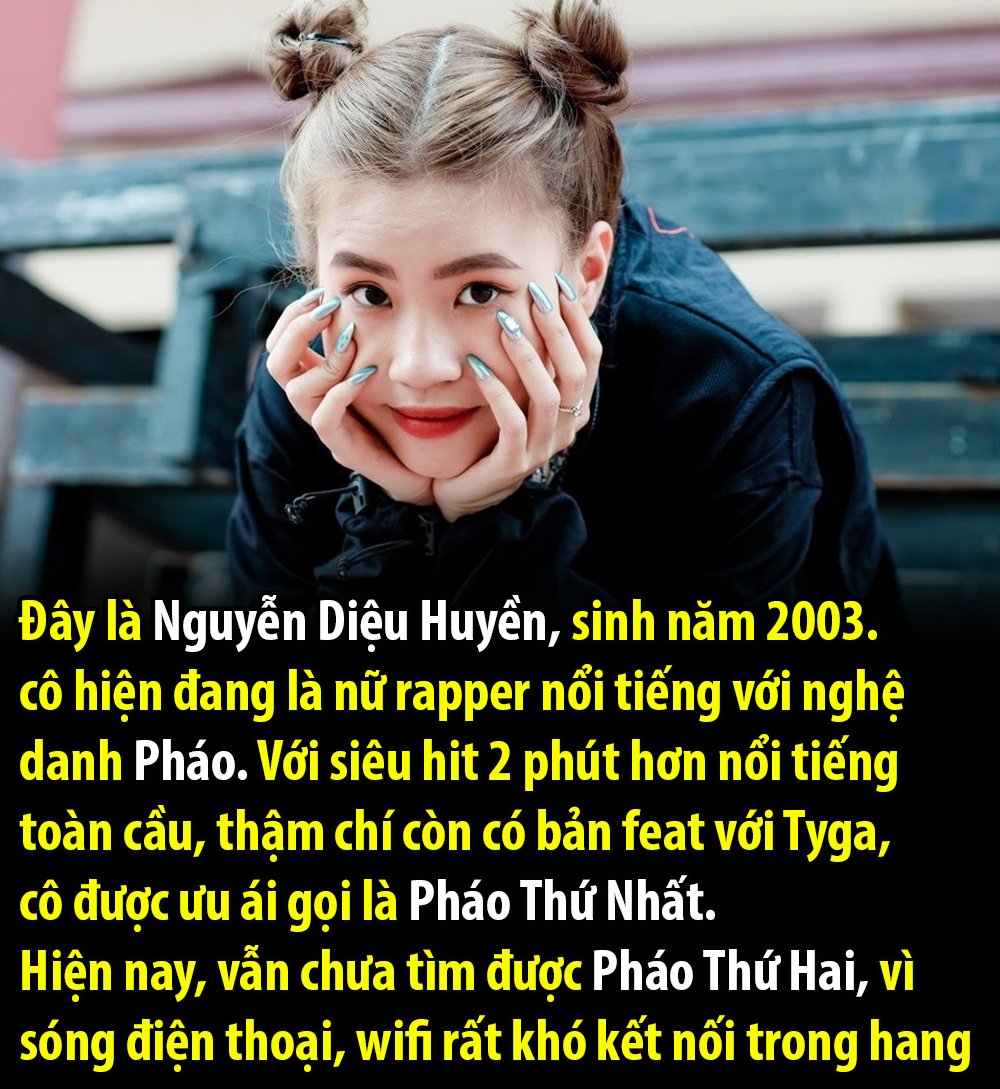 Đây là Nguyễn Diệu Huyền, sinh năm 2003.
cô hiện đang là nữ rapper nổi tiếng với nghệ
danh Pháo. Với siêu hit 2 phút hơn nổi tiếng
toàn cầu, thậm chí còn có bản feat với Tyga,
cô được ưu ái gọi là Pháo Thứ Nhất.
Hiện nay, vẫn chưa tìm được Pháo Thứ Hai, vì
sóng điện thoại, wifi rất khó kết nối trong hang